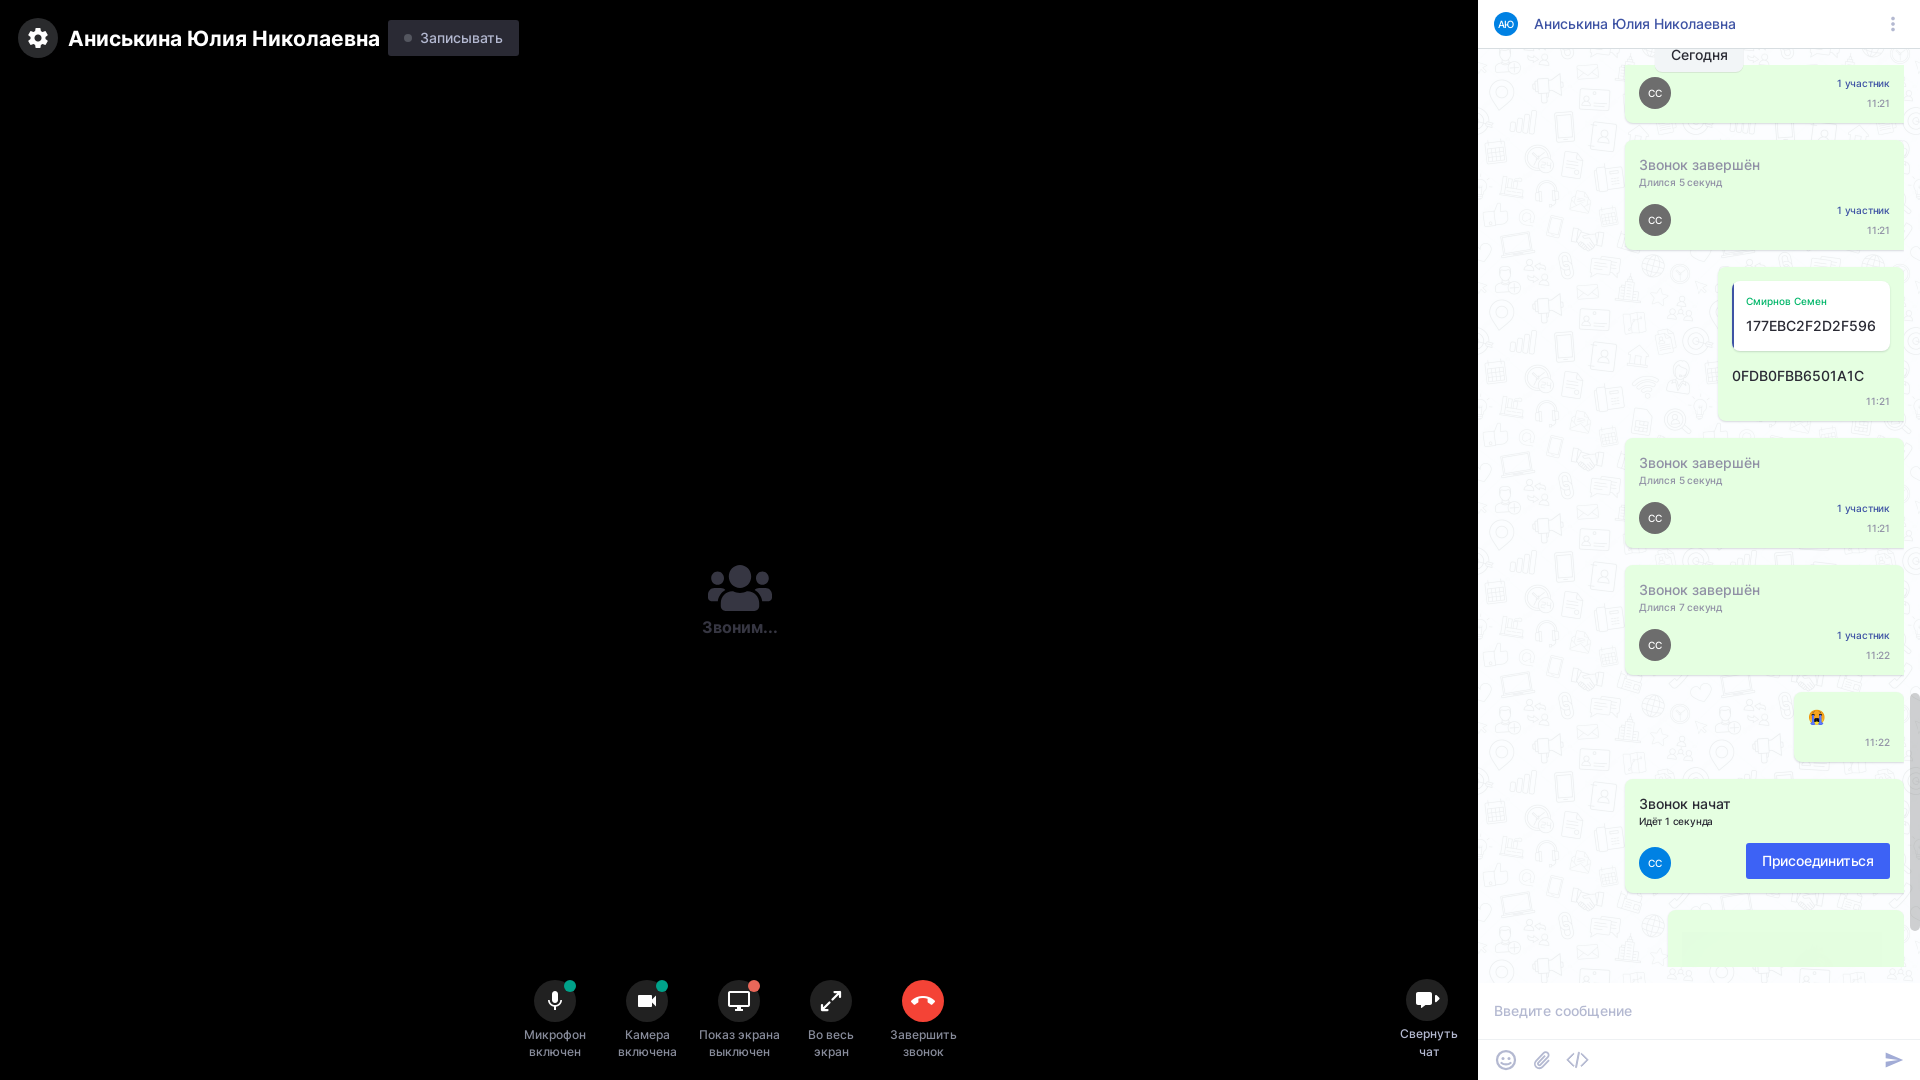 Аниськина Юлия Николаевна
Записывать
Звоним...
Микрофон
включен
Камера
включена
Показ экрана
выключен
Во весь
экран
Завершить
звонок
Свернуть
чат
АЮ
Аниськина Юлия Николаевна
Сегодня
СС
1 участник
11:21
Звонок завершён
Длился 5 секунд
СС
1 участник
11:21
Смирнов Семен
177EBC2F2D2F596
0FDB0FBB6501A1C
11:21
Звонок завершён
Длился 5 секунд
СС
1 участник
11:21
Звонок завершён
Длился 7 секунд
СС
1 участник
11:22
😭
11:22
Звонок начат
Идёт 1 секунда
СС
Присоединиться
Введите сообщение